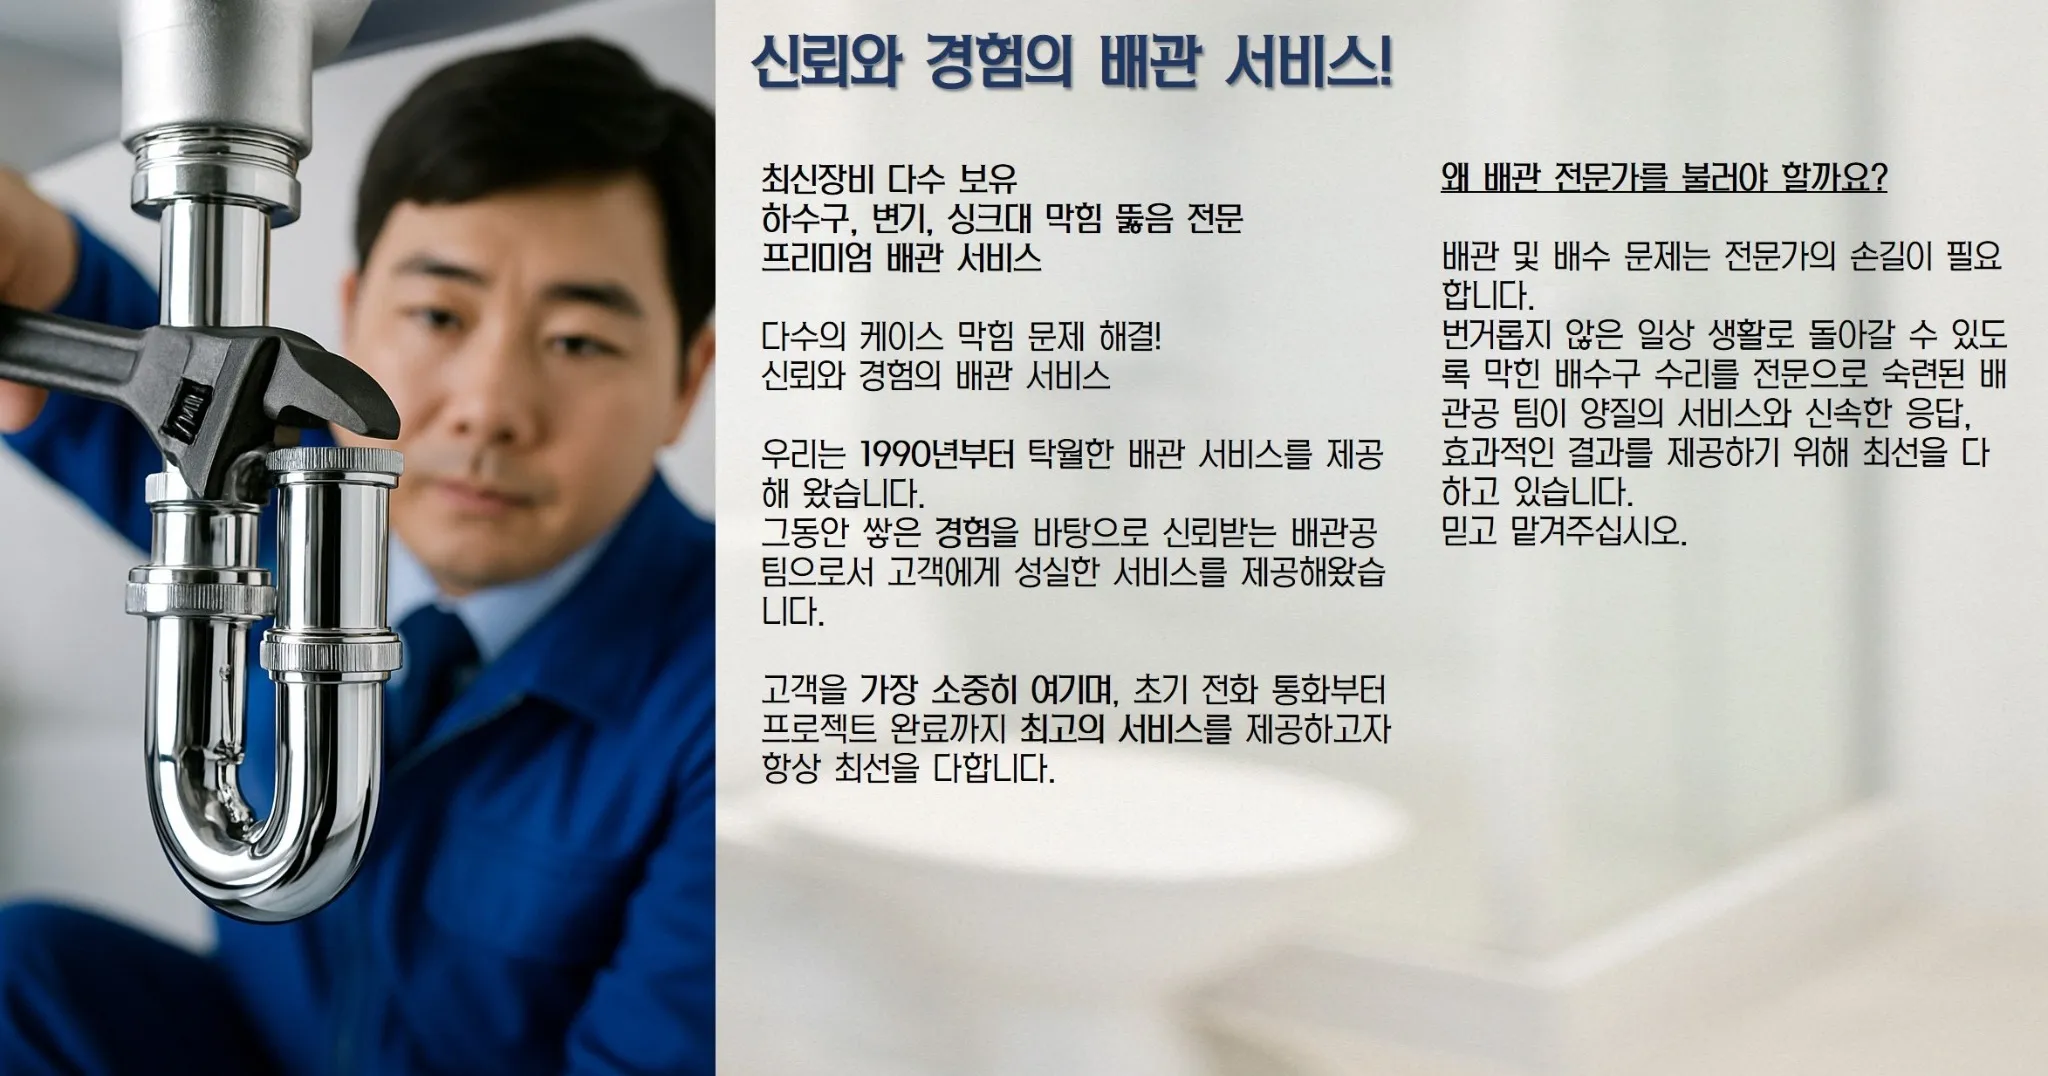 신뢰와 경험의 배관 서비스!
최신장비 다수 보유
하수구, 변기, 싱크대 막힘 뚫음 전문
프리미엄 배관 서비스
다수의 케이스 막힘 문제 해결!
신뢰와 경험의 배관 서비스
우리는 1990년부터 탁월한 배관 서비스를 제공
해 왔습니다.
그동안 쌓은 경험을 바탕으로 신뢰받는 배관공
팀으로서 고객에게 성실한 서비스를 제공해왔습
니다.
고객을 가장 소중히 여기며, 초기 전화 통화부터
프로젝트 완료까지 최고의 서비스를 제공하고자
항상 최선을 다합니다.
왜 배관 전문가를 불러야 할까요?
배관 및 배수 문제는 전문가의 손길이 필요
합니다.
번거롭지 않은 일상 생활로 돌아갈 수 있도
록 막힌 배수구 수리를 전문으로 숙련된 배
관공 팀이 양질의 서비스와 신속한 응답,
효과적인 결과를 제공하기 위해 최선을 다
하고 있습니다.
믿고 맡겨주십시오.